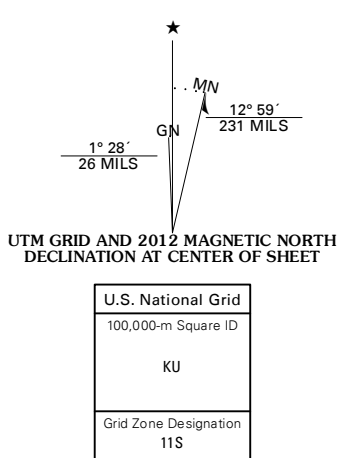 ★
MN
GN
12° 59´
231 MILS
1° 28´
26 MILS
UTM GRID AND 2012 MAGNETIC NORTH
DECLINATION AT CENTER OF SHEET
U.S. National Grid
100,000-m Square ID
KU
Grid Zone Designation
11S